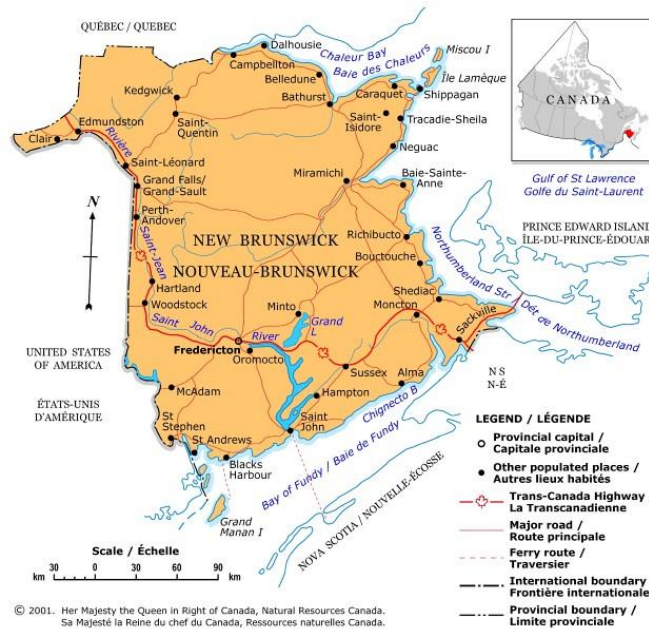 QUÉBEC / QUEBEC
Dalhousie
Chaleur Bay
Baie des Chaleurs
Miscou I
Île Lamèque
Campbellton
Belledune
Kedgwick
Bathurst
Caraquet
Shippagan
Saint-
Quentin
Saint-
Isidore
Tracadie-Sheila
Edmundston
Clair
Rivière
Neguac
Saint-Léonard
Grand Falls/
Grand-Sault
Miramichi
Baie-Sainte-
Anne
CANADA
Gulf of St Lawrence
Golfe du Saint-Laurent
N
Perth-
Andover
Saint-Jean
NEW BRUNSWICK
NOUVEAU-BRUNSWICK
Richibucto
Bouctouche
PRINCE EDWARD ISLAND
ÎLE-DU-PRINCE-ÉDOUAR
Northumberland Str
Dét de Northumberland
Hartland
Woodstock
Minto
Grand
L
Shediac
Moncton
Sackville
Saint John
River
Fredericton
Oromocto
UNITED STATES
OF AMERICA
ÉTATS-UNIS
D'AMÉRIQUE
McAdam
Sussex
Alma
Hampton
Chignecto B
N S
N-É
St
Stephen
St Andrews
Saint
John
Blacks
Harbour
Bay of Fundy / Baie de Fundy
NOVA SCOTIA / NOUVELLE-ÉCOSSE
Grand
Manan I
LEGEND / LÉGENDE
Provincial capital /
Capitale provinciale
Other populated places /
Autres lieux habités
Trans-Canada Highway
La Transcanadienne
Major road /
Route principale
Ferry route /
Traversier
International boundary
Frontière internationale
Provincial boundary /
Limite provinciale
Scale / Échelle
30 0 30 60 90
km km
© 2001. Her Majesty the Queen in Right of Canada, Natural Resources Canada.
Sa Majesté la Reine du chef du Canada, Ressources naturelles Canada.